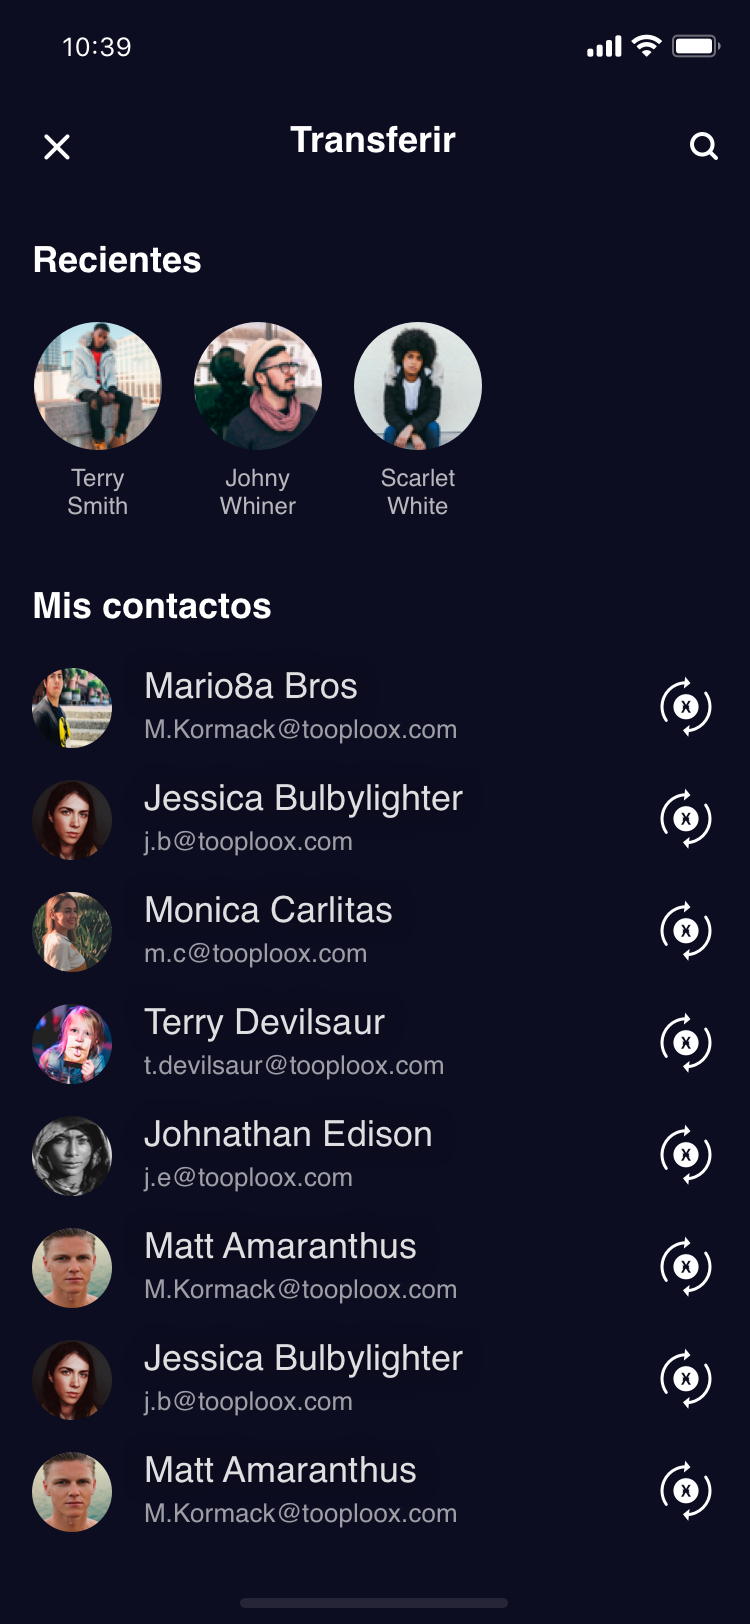 10:39
Transferir
Recientes
Terry
Smith
Johny
Whiner
Scarlet
White
Mis contactos
Mario8a Bros
M.Kormack@tooploox.com
X
Jessica Bulbylighter
j.b@tooploox.com
X
Monica Carlitas
m.c@tooploox.com
X
Terry Devilsaur
t.devilsaur@tooploox.com
X
Johnathan Edison
j.e@tooploox.com
X
Matt Amaranthus
M.Kormack@tooploox.com
X
Jessica Bulbylighter
j.b@tooploox.com
X
Matt Amaranthus
M.Kormack@tooploox.com
X